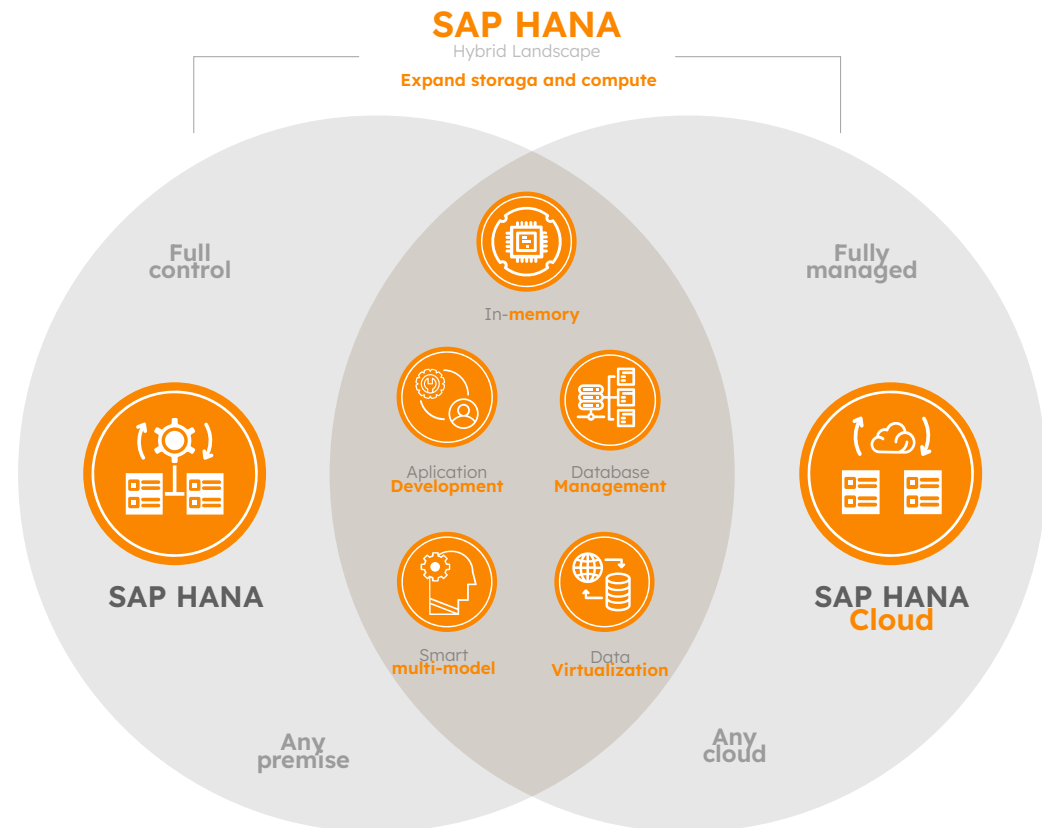 SAP HANA
Hybrid Landscape
Expand storaga and compute
Full
control
Fully
managed
In-memory
Aplication
Development
Database
Management
SAP HANA
SAP HANA
Cloud
Smart
multi-model
Data
Virtualization
Any
premise
Any
cloud